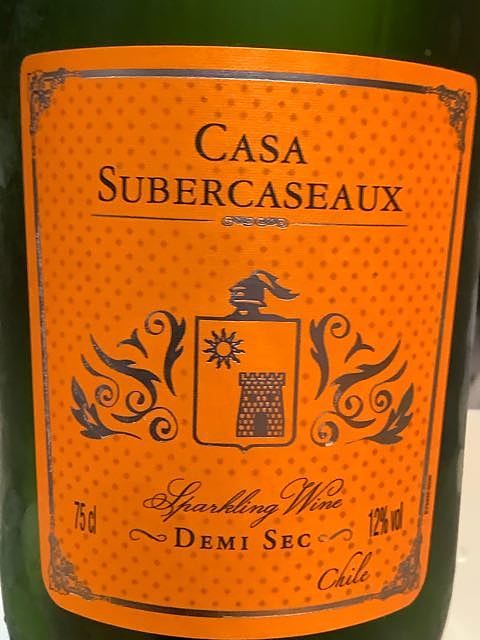 CASA
SUBERCASEAUX
Sparkling Wine
75 cl
12% vol
DEMI SEC
Chile